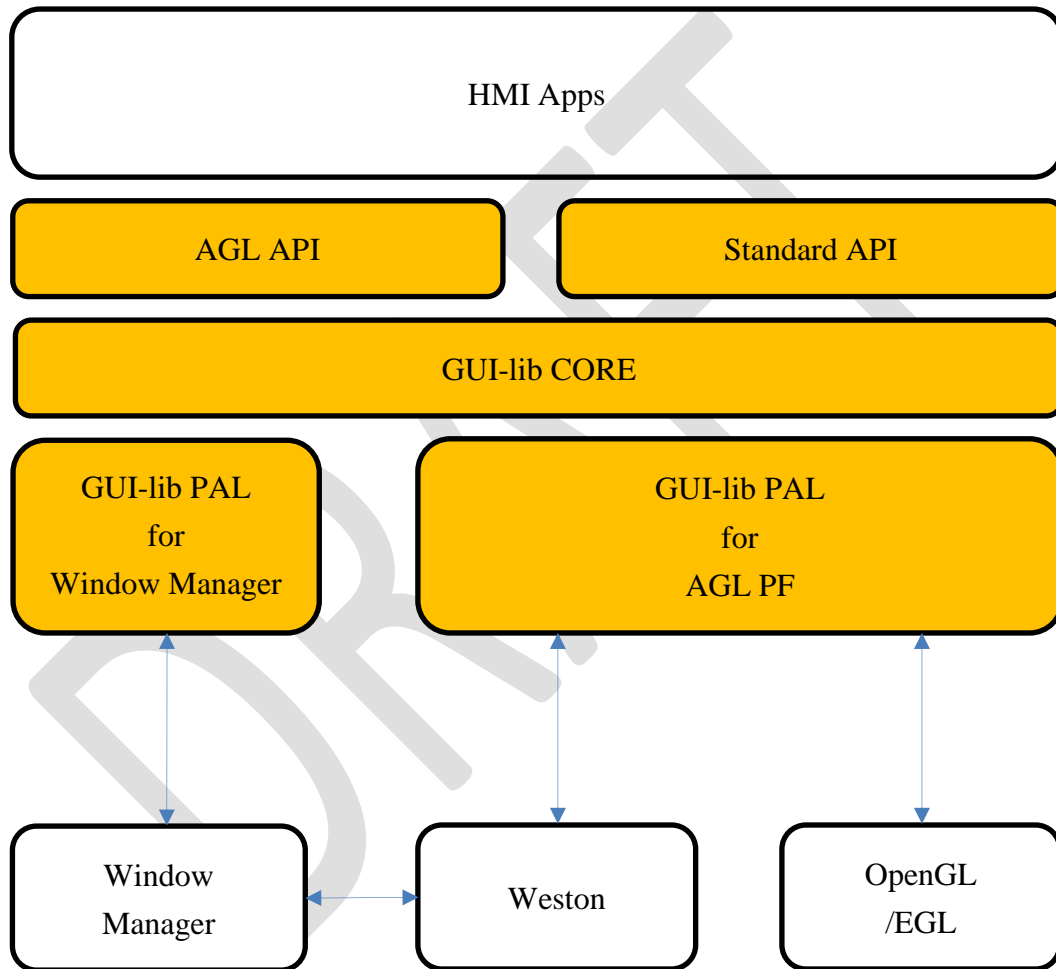 HMI Apps
AGL API
Standard API
GUI-lib CORE
GUI-lib PAL
for
Window Manager
GUI-lib PAL
for
AGL PF
Window
Manager
Weston
OpenGL
/EGL
DRAFT